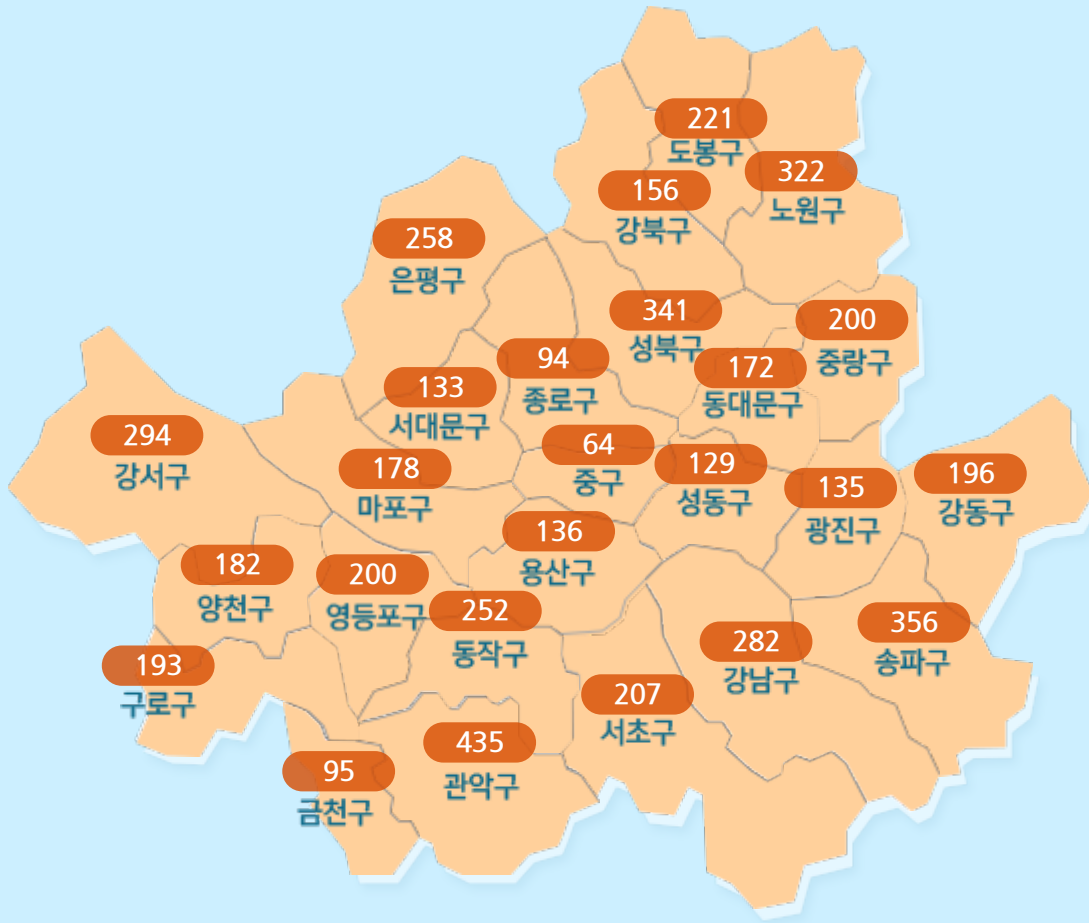 221
도봉구
322
노원구
156
강북구
258
은평구
341
성북구
200
중랑구
94
종로구
172
동대문구
133
서대문구
294
강서구
64
중구
129
성동구
178
마포구
196
강동구
135
광진구
136
용산구
182
양천구
200
영등포구
252
동작구
356
송파구
282
강남구
193
구로구
207
서초구
435
관악구
95
금천구